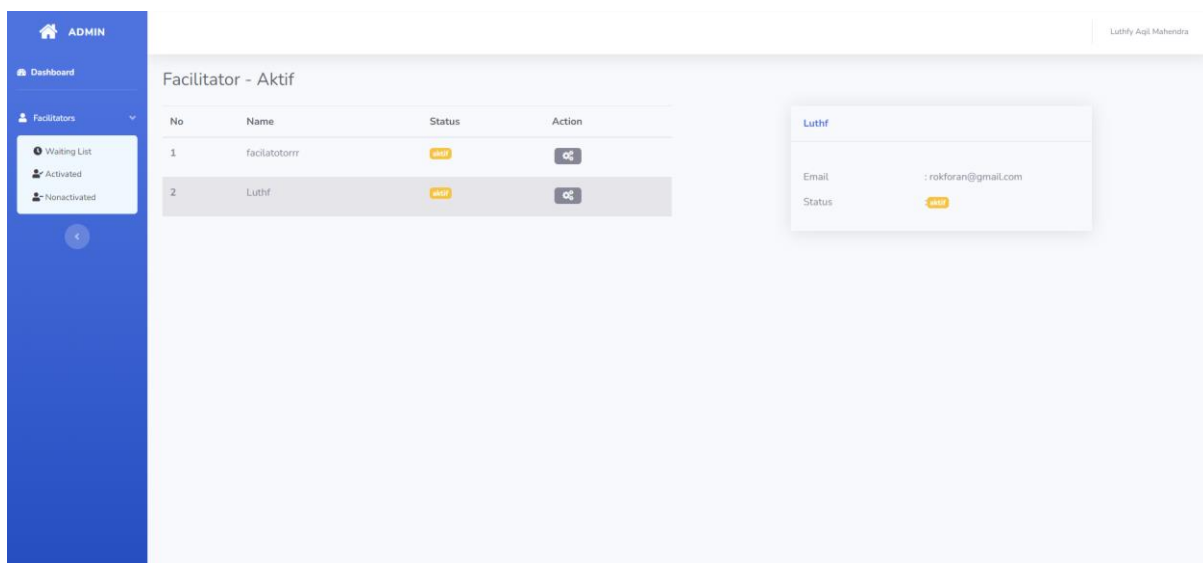 ADMIN
Luthfy Aqil Mahendra
Dashboard
Facilitators
Waiting List
Activated
Nonactivated
Facilitator - Aktif
No Name Status Action
1 facilatotorrr aktif
2 Luthf aktif
Luthf
Email : rokforan@gmail.com
Status : aktif